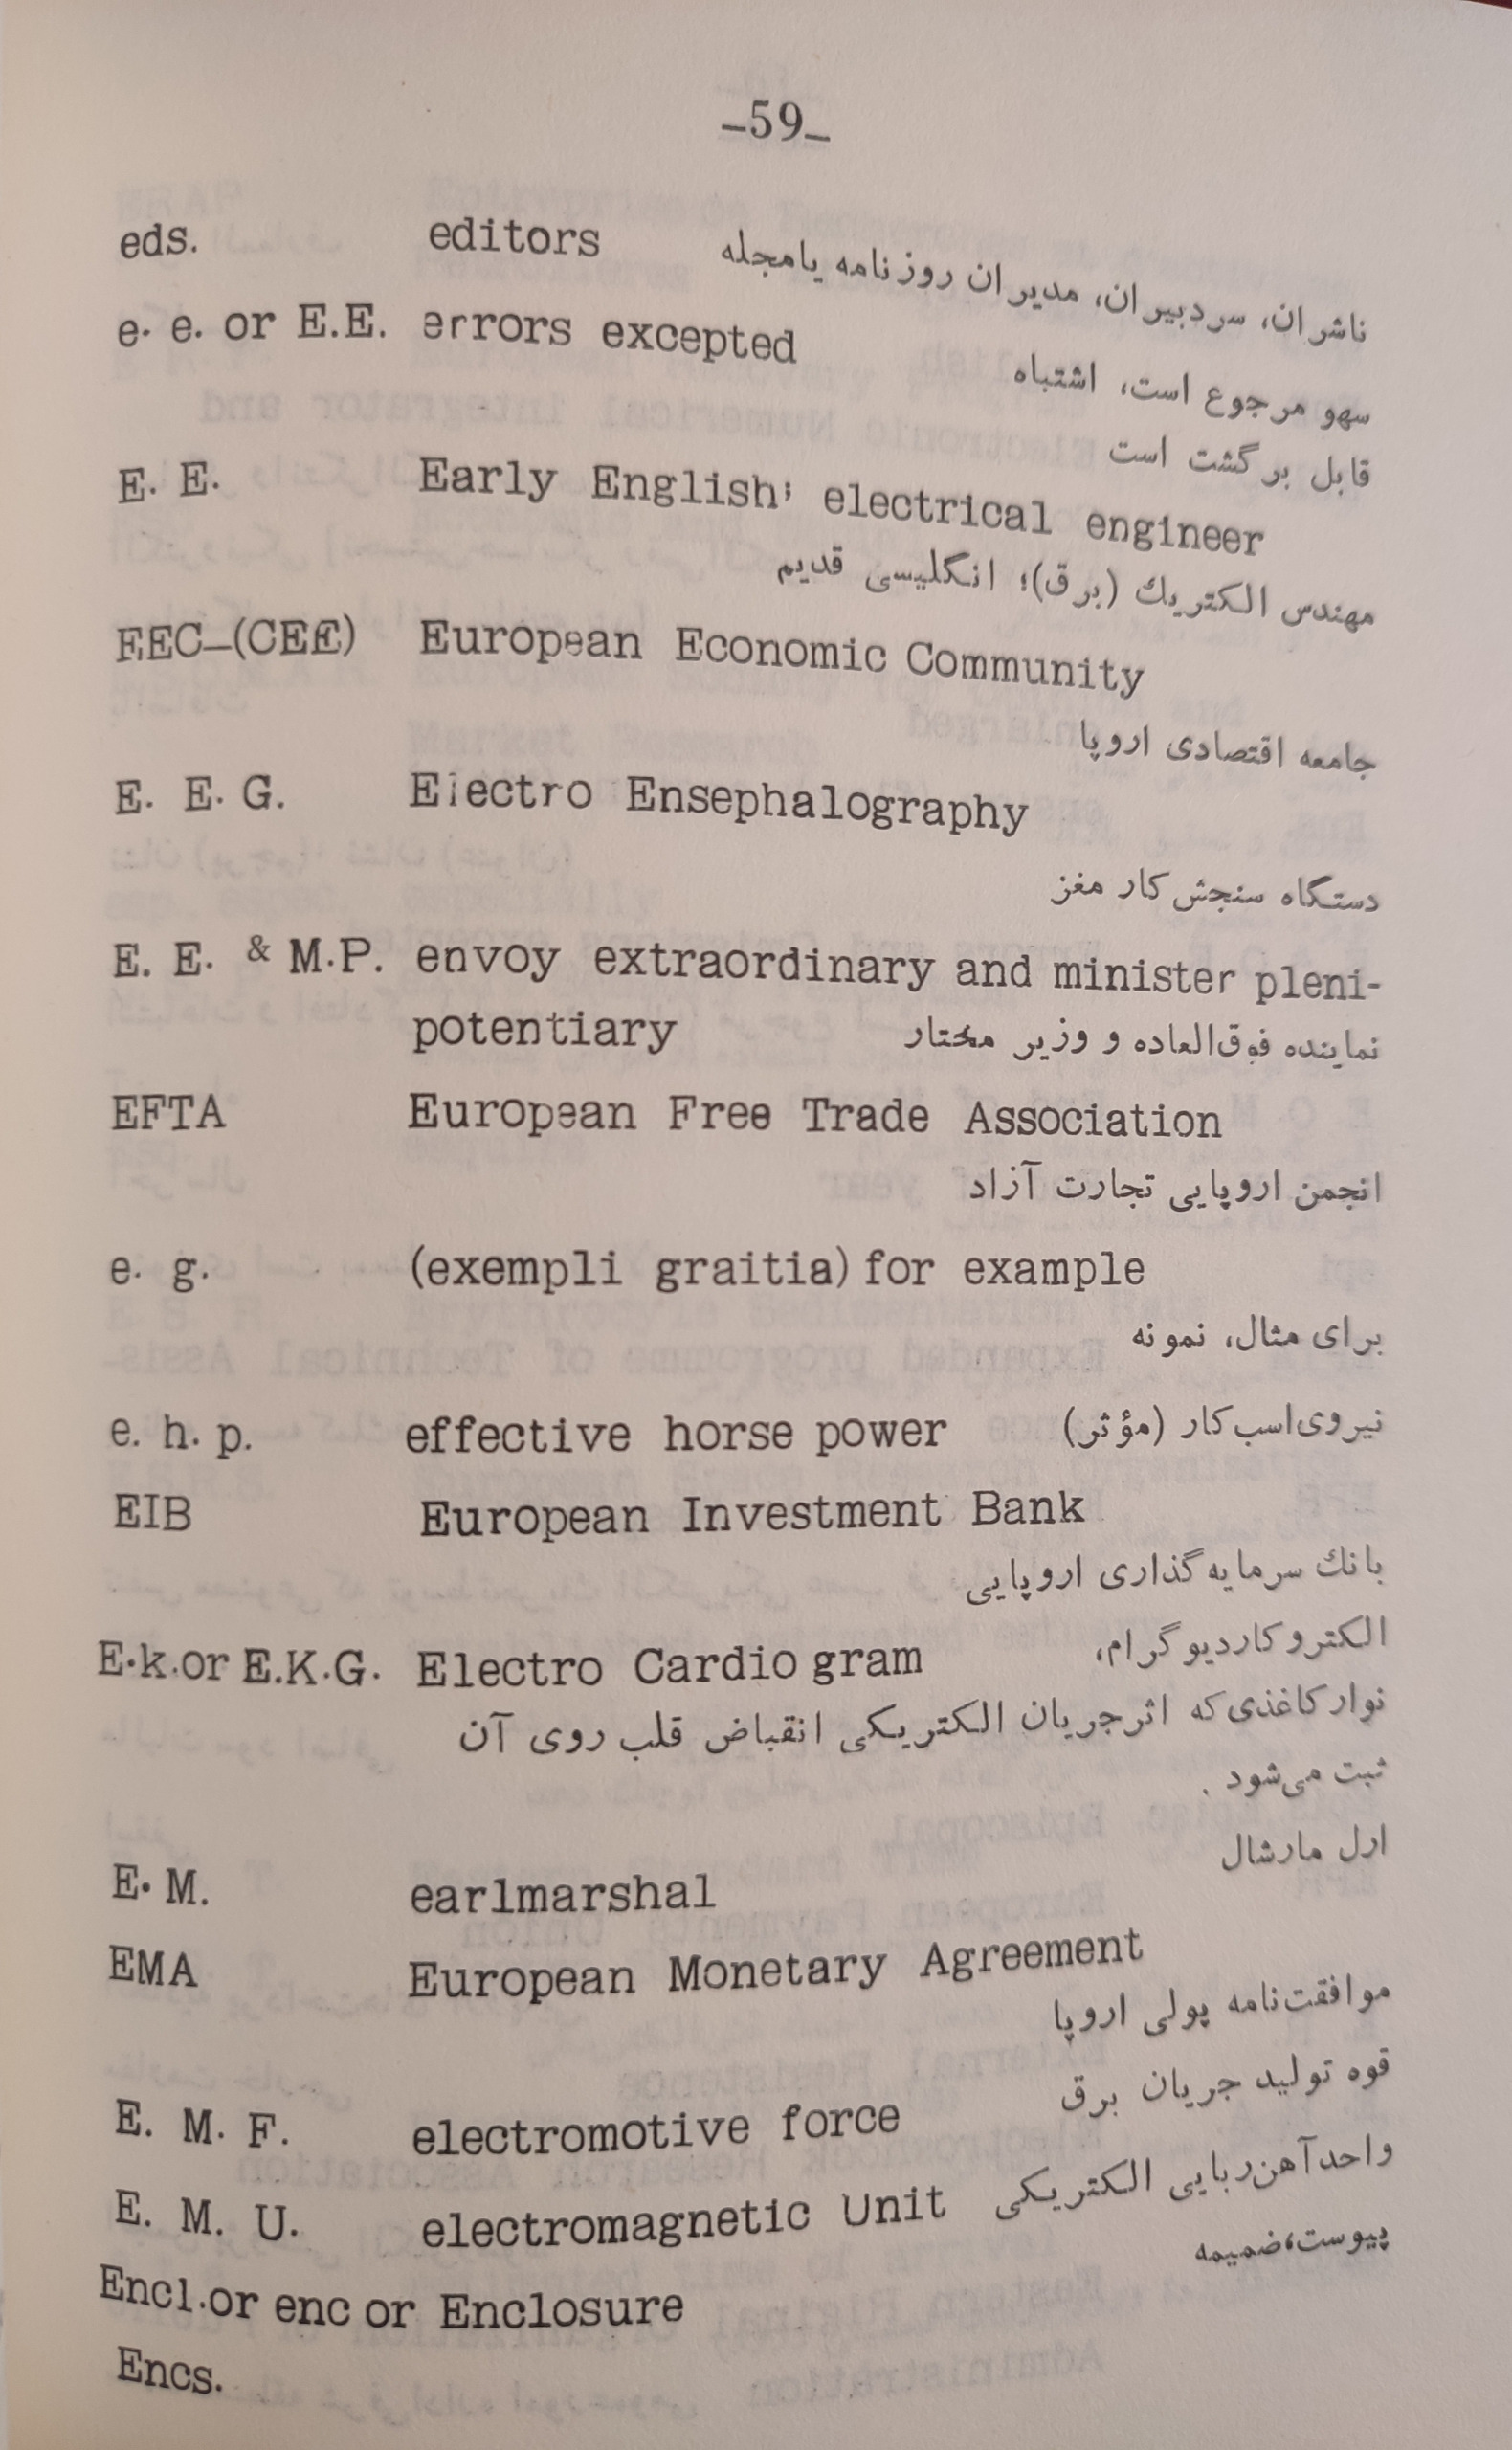 –59–
eds. editors ناشران، سردبیران، مدیران روزنامه یامجله
e. e. or E.E. errors excepted سهو مرجوع است، اشتباه
قابل برگشت است
E. E. Early English; electrical engineer
مهندس الکتریك (برق)؛ انگلیسی قدیم
EEC–(CEE) European Economic Community
جامعه اقتصادی اروپا
E. E. G. Electro Ensephalography
دستگاه سنجش کار مغز
E. E. & M.P. envoy extraordinary and minister pleni-
potentiary نماینده فوق‌العاده و وزیر مختار
EFTA European Free Trade Association
انجمن اروپایی تجارت آزاد
e. g. (exempli graitia) for example
برای مثال، نمونه
e. h. p. effective horse power نیروی‌اسب‌کار (مؤثر)
EIB European Investment Bank
بانك سرمایه‌گذاری اروپایی
E.k.or E.K.G. Electro Cardio gram الکتروکاردیوگرام،
نوارکاغذی‌که اثرجریان الکتریکی انقباض قلب روی آن
ثبت می‌شود .
E. M. earlmarshal ارل مارشال
EMA European Monetary Agreement
موافقت‌نامه پولی اروپا
E. M. F. electromotive force قوه تولید جریان برق
E. M. U. electromagnetic Unit واحدآهن‌ربایی الکتریکی
Encl.or enc or Enclosure پیوست،ضمیمه
Encs.